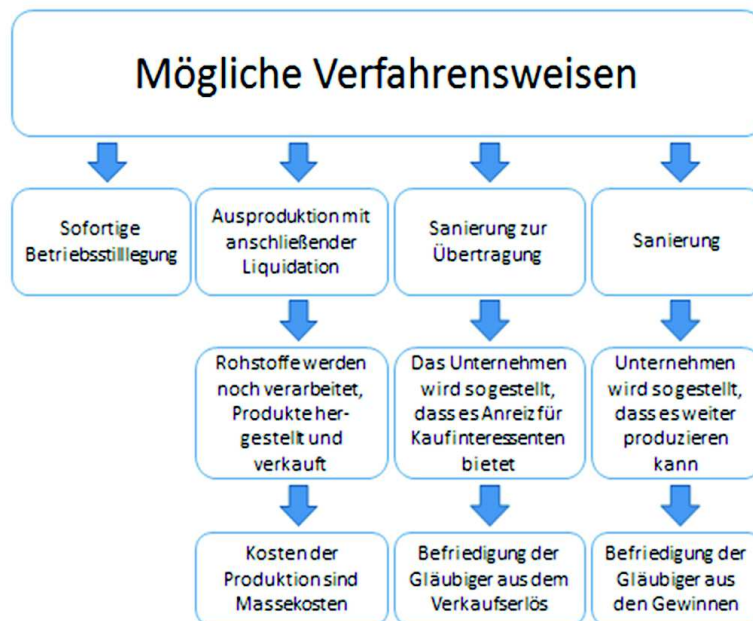 Mögliche Verfahrensweisen
Sofortige
Betriebsstilllegung
Ausproduktion mit
anschließender
Liquidation
Sanierung zur
Übertragung
Sanierung
Rohstoffe werden
noch verarbeitet,
Produkte her-
gestellt und
verkauft
Das Unternehmen
wird so gestellt,
dass es Anreiz für
Kaufinteressenten
bietet
Unternehmen
wird so gestellt,
dass es weiter
produzieren
kann
Kosten der
Produktion sind
Massekosten
Befriedigung der
Gläubiger aus dem
Verkaufserlös
Befriedigung der
Gläubiger aus
den Gewinnen